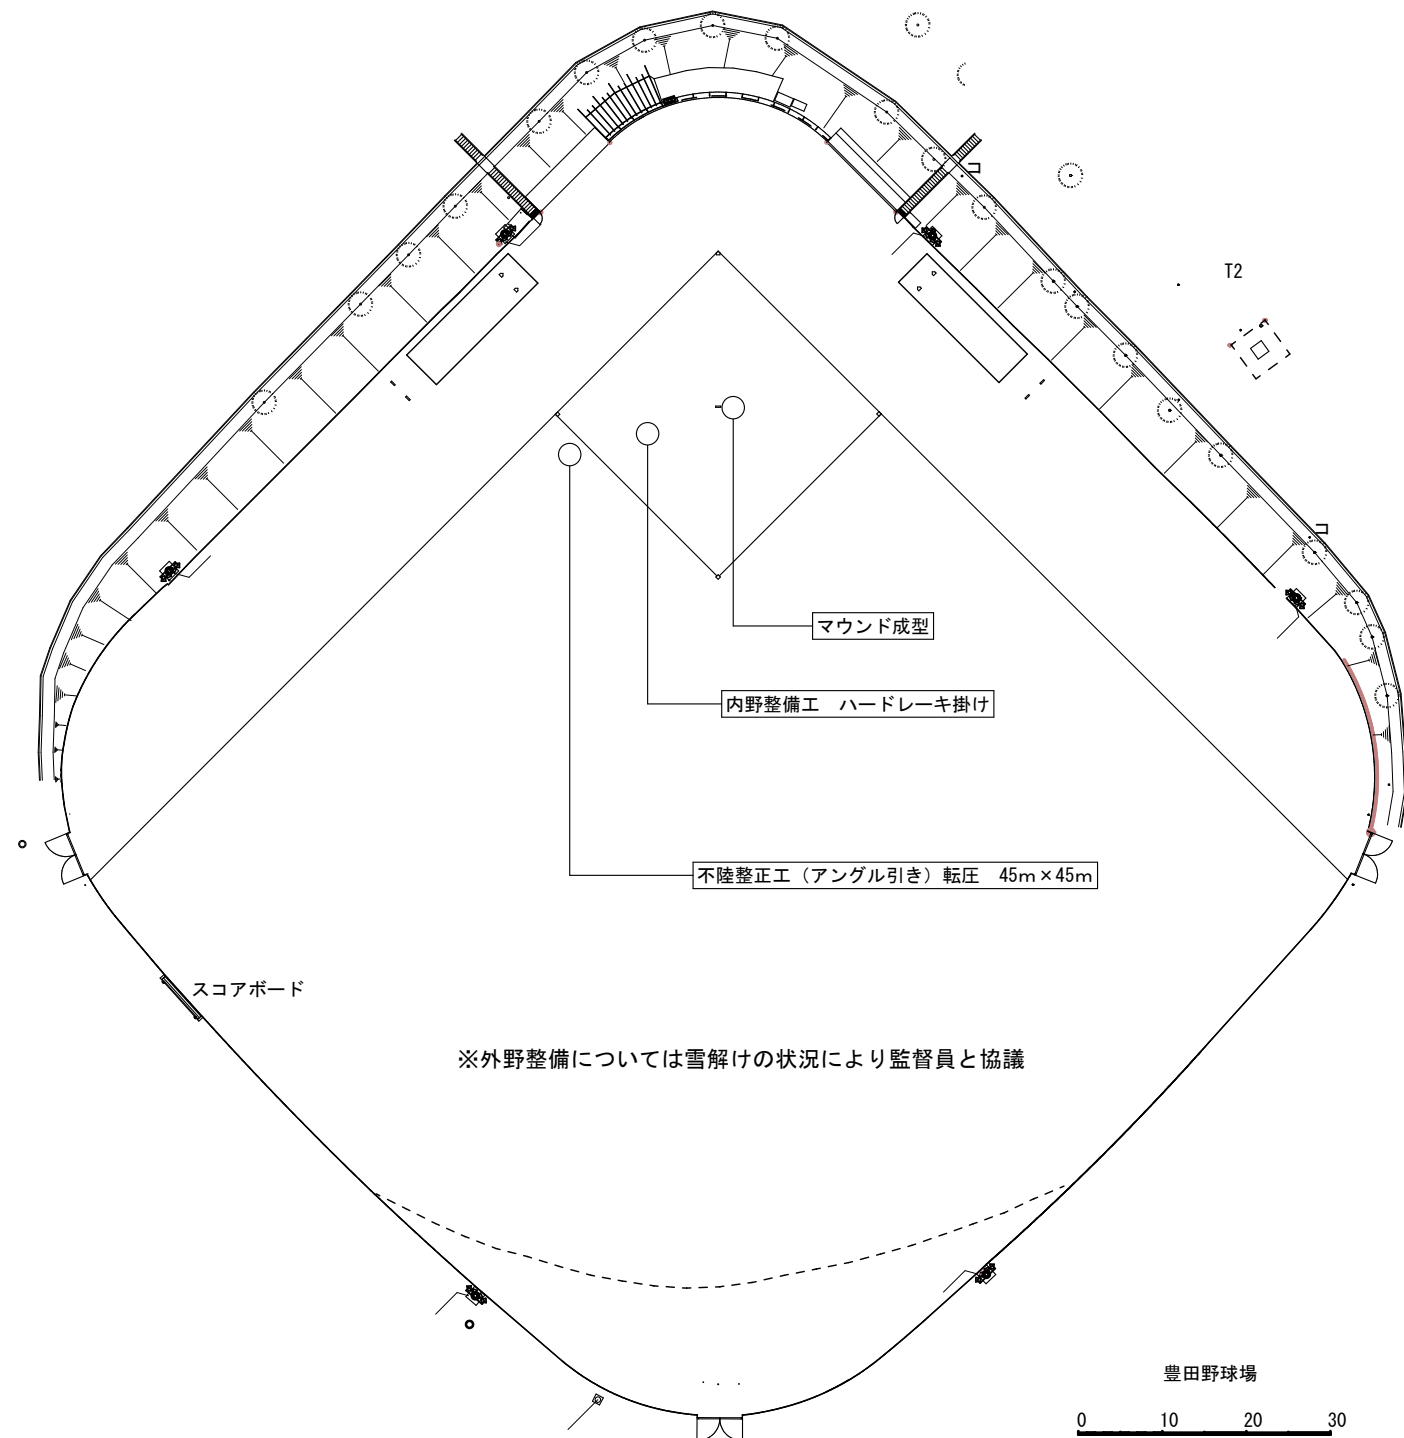 T2
マウンド成型
内野整備工　ハードレーキ掛け
不陸整正工（アングル引き）転圧　45m×45m
スコアボード
※外野整備については雪解けの状況により監督員と協議
豊田野球場
0 10 20 30